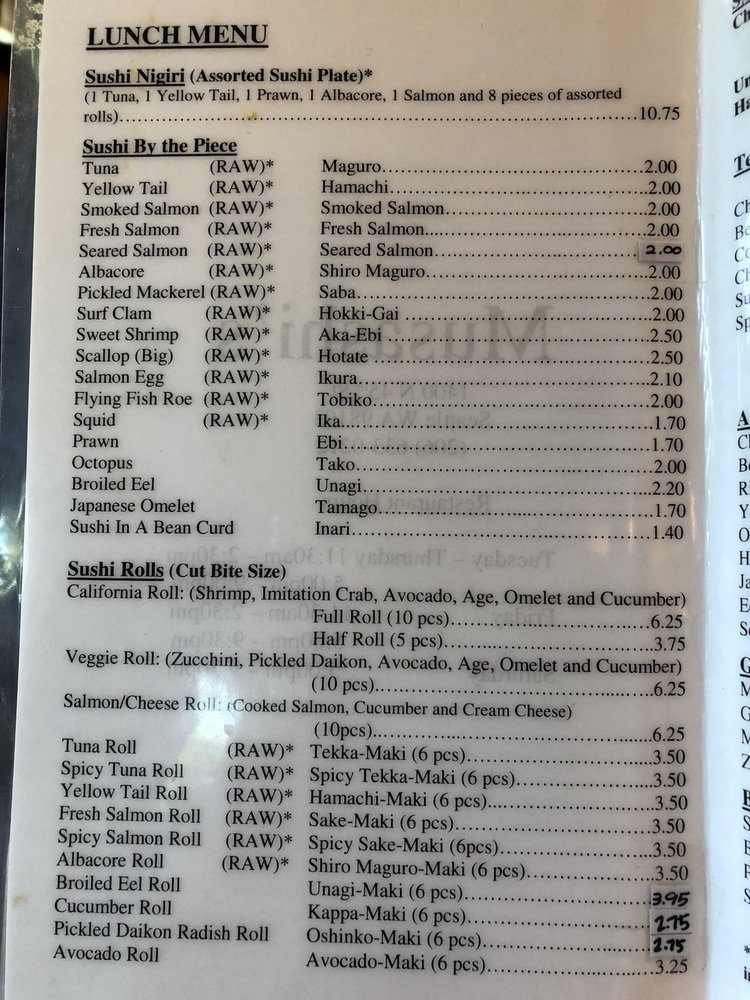 LUNCH MENU
Sushi Nigiri (Assorted Sushi Plate)*
(1 Tuna, 1 Yellow Tail, 1 Prawn, 1 Albacore, 1 Salmon and 8 pieces of assorted
rolls)..........10.75
Sushi By the Piece
Tuna (RAW)* Maguro..........2.00
Yellow Tail (RAW)* Hamachi..........2.00
Smoked Salmon (RAW)* Smoked Salmon..........2.00
Fresh Salmon (RAW)* Fresh Salmon..........2.00
Seared Salmon (RAW)* Seared Salmon..........2.00
Albacore (RAW)* Shiro Maguro..........2.00
Pickled Mackerel (RAW)* Saba..........2.00
Surf Clam (RAW)* Hokki-Gai ..........2.00
Sweet Shrimp (RAW)* Aka-Ebi ..........2.50
Scallop (Big) (RAW)* Hotate ..........2.50
Salmon Egg (RAW)* Ikura..........2.10
Flying Fish Roe (RAW)* Tobiko..........2.00
Squid (RAW)* Ika..........1.70
Prawn Ebi..........1.70
Octopus Tako..........2.00
Broiled Eel Unagi..........2.20
Japanese Omelet Tamago..........1.70
Sushi In A Bean Curd Inari..........1.40
Sushi Rolls (Cut Bite Size)
California Roll: (Shrimp, Imitation Crab, Avocado, Age, Omelet and Cucumber)
Full Roll (10 pcs)..........6.25
Half Roll (5 pcs)..........3.75
Veggie Roll: (Zucchini, Pickled Daikon, Avocado, Age, Omelet and Cucumber)
(10 pcs)..........6.25
Salmon/Cheese Roll: (Cooked Salmon, Cucumber and Cream Cheese)
(10pcs)..........6.25
Tuna Roll (RAW)* Tekka-Maki (6 pcs)..........3.50
Spicy Tuna Roll (RAW)* Spicy Tekka-Maki (6 pcs)..........3.50
Yellow Tail Roll (RAW)* Hamachi-Maki (6 pcs)..........3.50
Fresh Salmon Roll (RAW)* Sake-Maki (6 pcs)..........3.50
Spicy Salmon Roll (RAW)* Spicy Sake-Maki (6pcs)..........3.50
Albacore Roll (RAW)* Shiro Maguro-Maki (6 pcs)..........3.50
Broiled Eel Roll Unagi-Maki (6 pcs)..........3.95
Cucumber Roll Kappa-Maki (6 pcs)..........2.75
Pickled Daikon Radish Roll Oshinko-Maki (6 pcs)..........2.75
Avocado Roll Avocado-Maki (6 pcs)..........3.25